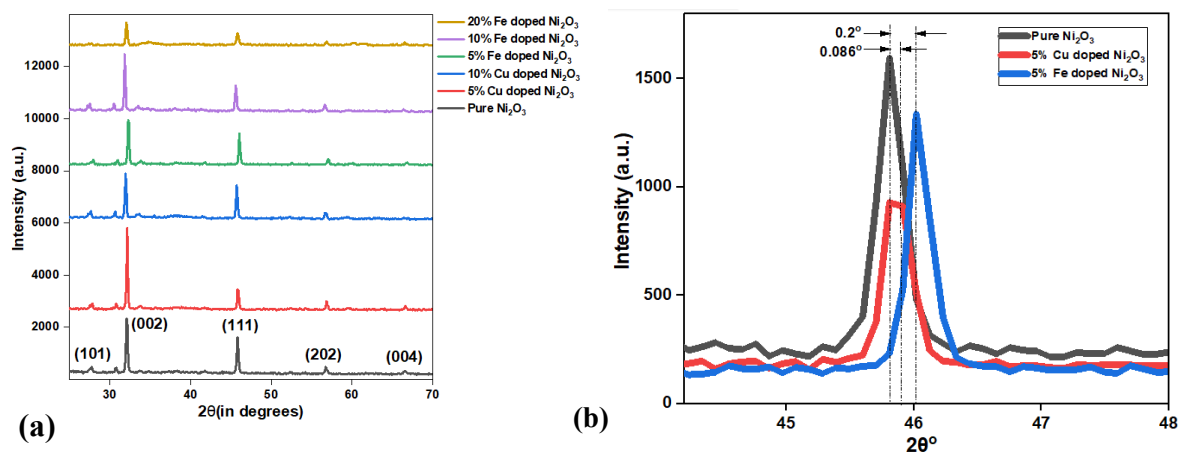 20% Fe doped Ni₂O₃
10% Fe doped Ni₂O₃
5% Fe doped Ni₂O₃
10% Cu doped Ni₂O₃
5% Cu doped Ni₂O₃
Pure Ni₂O₃
12000
10000
8000
6000
4000
2000
Intensity (a.u.)
(002)
(111)
(101)
(202)
(004)
30
40
50
60
70
2θ(in degrees)
(a)
0.2°
0.086°
Pure Ni₂O₃
5% Cu doped Ni₂O₃
5% Fe doped Ni₂O₃
1500
1000
500
0
Intensity (a.u.)
45
46
47
48
2θ°
(b)